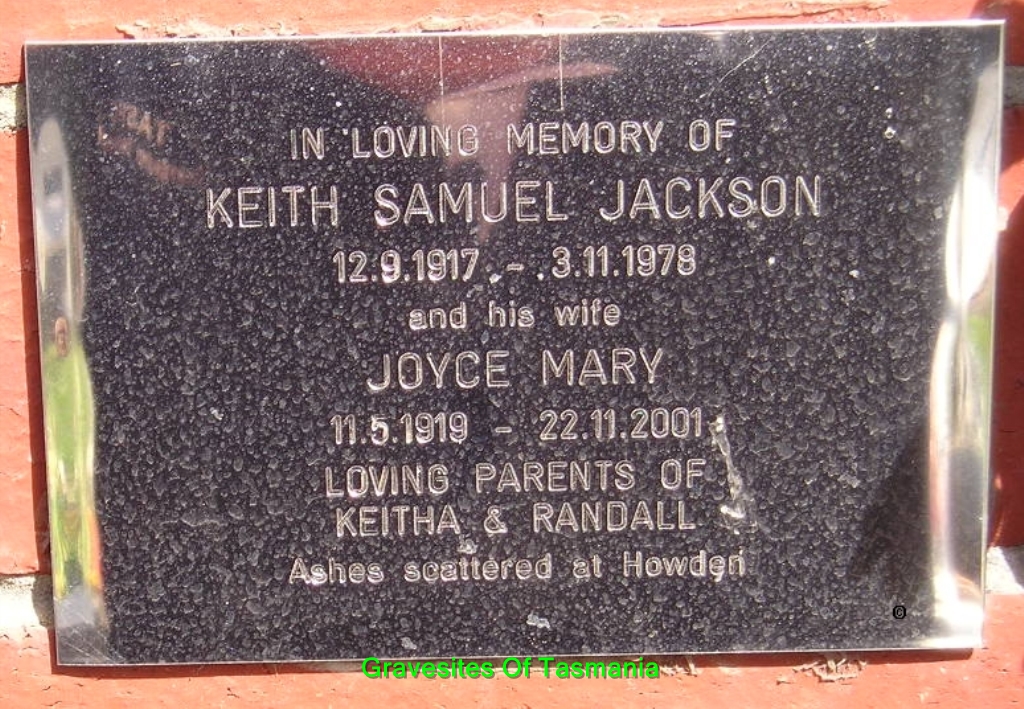 IN LOVING MEMORY OF
KEITH SAMUEL JACKSON
12.9.1917 - 3.11.1978
and his wife
JOYCE MARY
11.5.1919 - 22.11.2001
LOVING PARENTS OF
KEITHA & RANDALL
Ashes scattered at Howden
©
Gravesites Of Tasmania